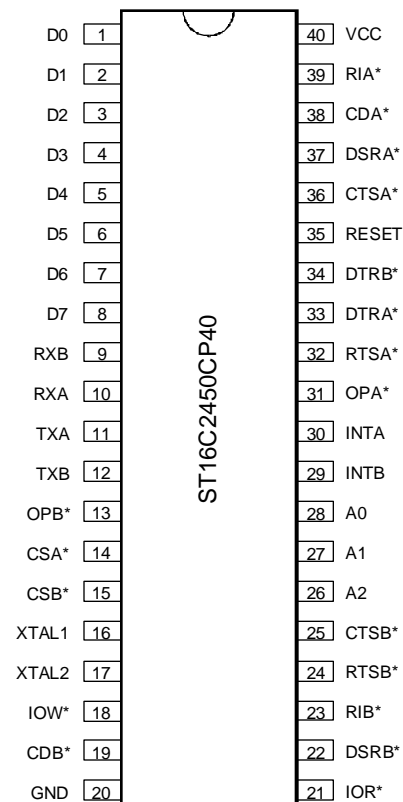 D0 1 40 VCC
D1 2 39 RIA*
D2 3 38 CDA*
D3 4 37 DSRA*
D4 5 36 CTSA*
D5 6 35 RESET
D6 7 34 DTRB*
D7 8 33 DTRA*
RXB 9 32 RTSA*
RXA 10 31 OPA*
TXA 11 30 INTA
TXB 12 29 INTB
OPB* 13 28 A0
CSA* 14 27 A1
CSB* 15 26 A2
XTAL1 16 25 CTSB*
XTAL2 17 24 RTSB*
IOW* 18 23 RIB*
CDB* 19 22 DSRB*
GND 20 21 IOR*
ST16C2450CP40